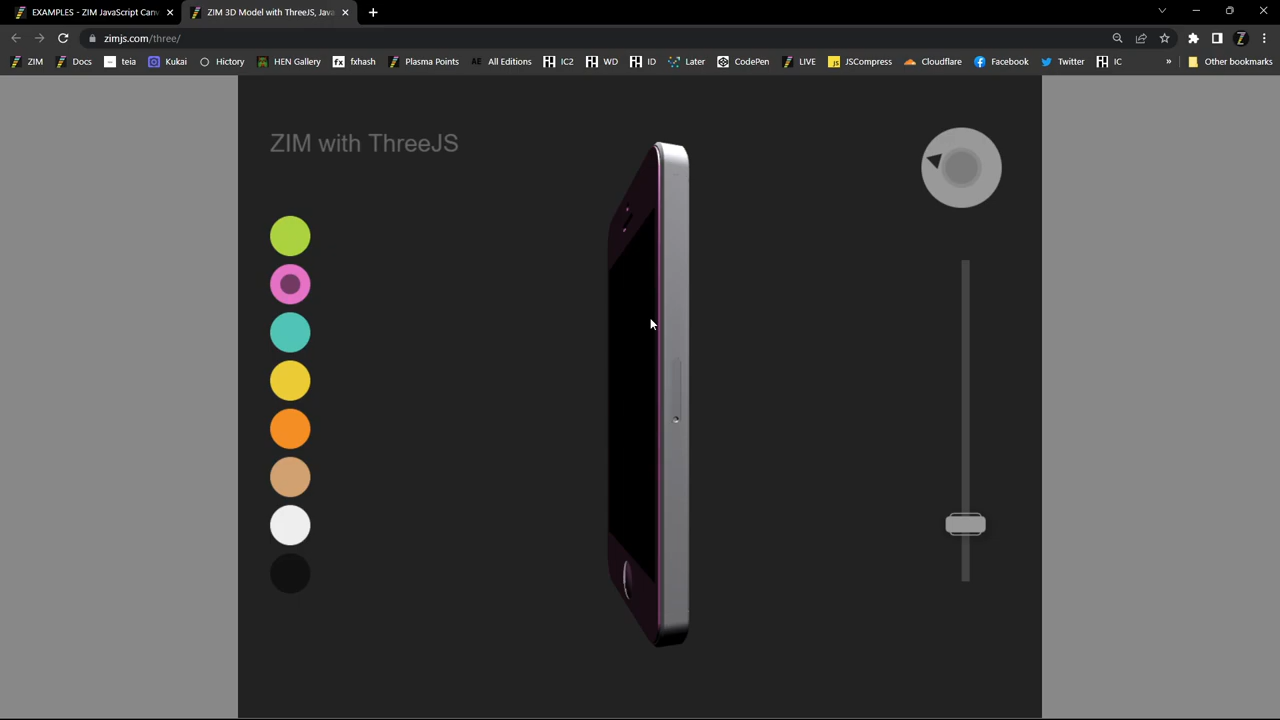 EXAMPLES - ZIM JavaScript Canv
ZIM 3D Model with ThreeJS, Java
zimjs.com/three/
ZIM Docs teia Kukai Hictory HEN Gallery fxhash Plasma Points All Editions IC2 WD ID Later CodePen LIVE JSCompress Cloudflare Facebook Twitter IC » Other bookmarks
ZIM with ThreeJS